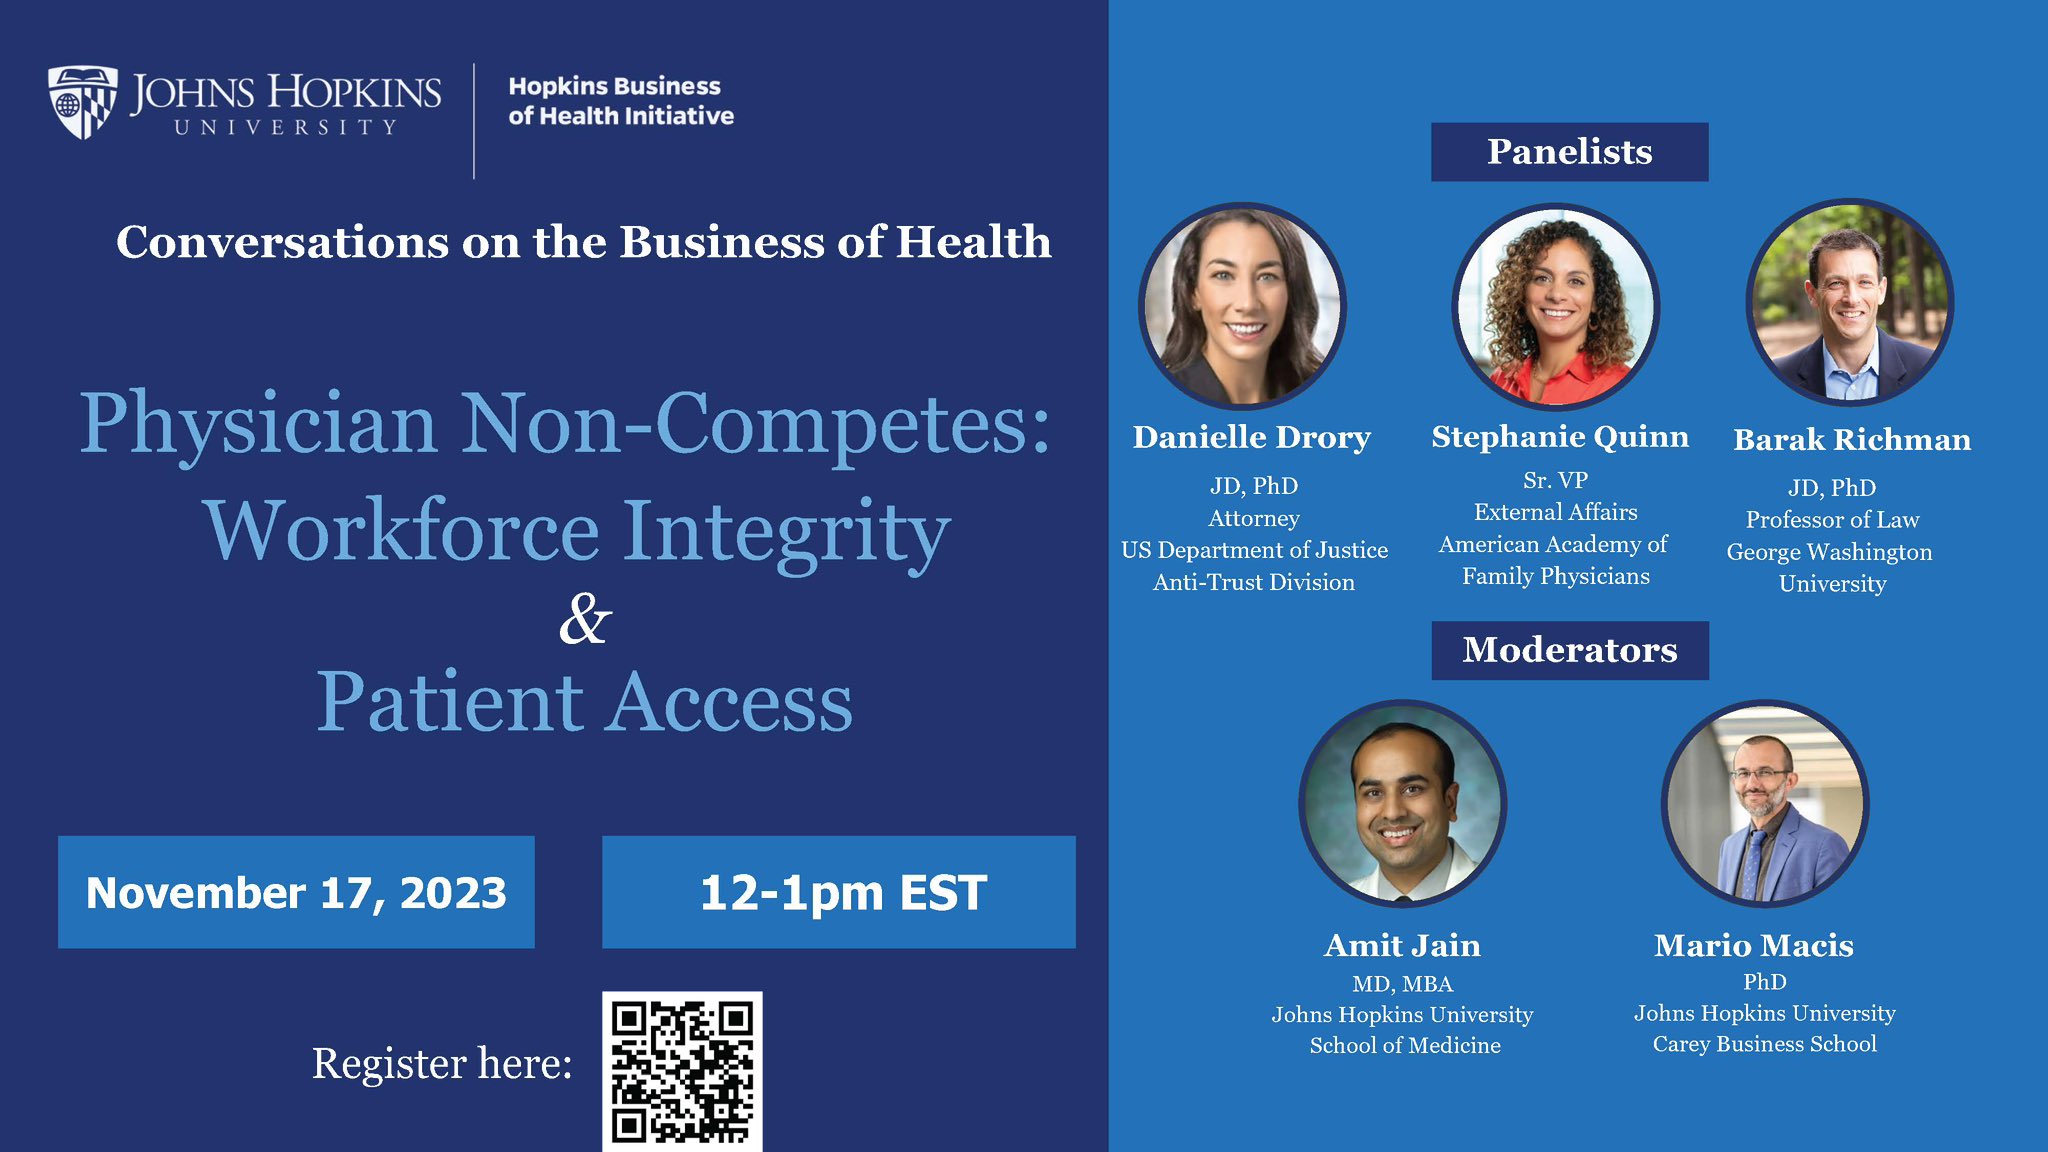 JOHNS HOPKINS
UNIVERSITY
Hopkins Business
of Health Initiative
Conversations on the Business of Health
Physician Non-Competes:
Workforce Integrity
&
Patient Access
November 17, 2023
12-1pm EST
Register here:
Panelists
Danielle Drory
JD, PhD
Attorney
US Department of Justice
Anti-Trust Division
Stephanie Quinn
Sr. VP
External Affairs
American Academy of
Family Physicians
Barak Richman
JD, PhD
Professor of Law
George Washington
University
Moderators
Amit Jain
MD, MBA
Johns Hopkins University
School of Medicine
Mario Macis
PhD
Johns Hopkins University
Carey Business School